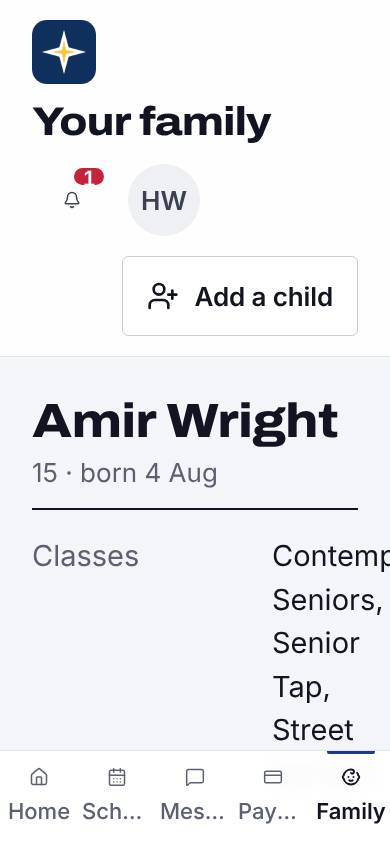 Your family
1
HW
Add a child
Amir Wright
15 · born 4 Aug
Classes
Contemp
Seniors,
Senior
Tap,
Street
Home
Sch...
Mes...
Pay...
Family